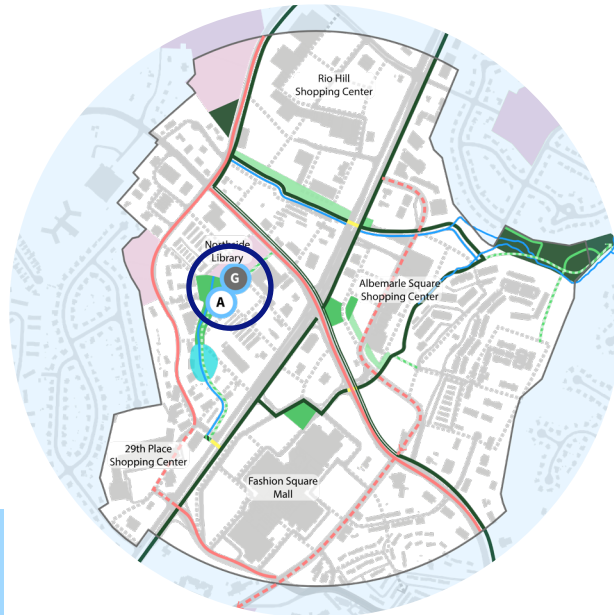 Rio Hill
Shopping Center
Northside
Library
G
A
Albemarle Square
Shopping Center
29th Place
Shopping Center
Fashion Square
Mall